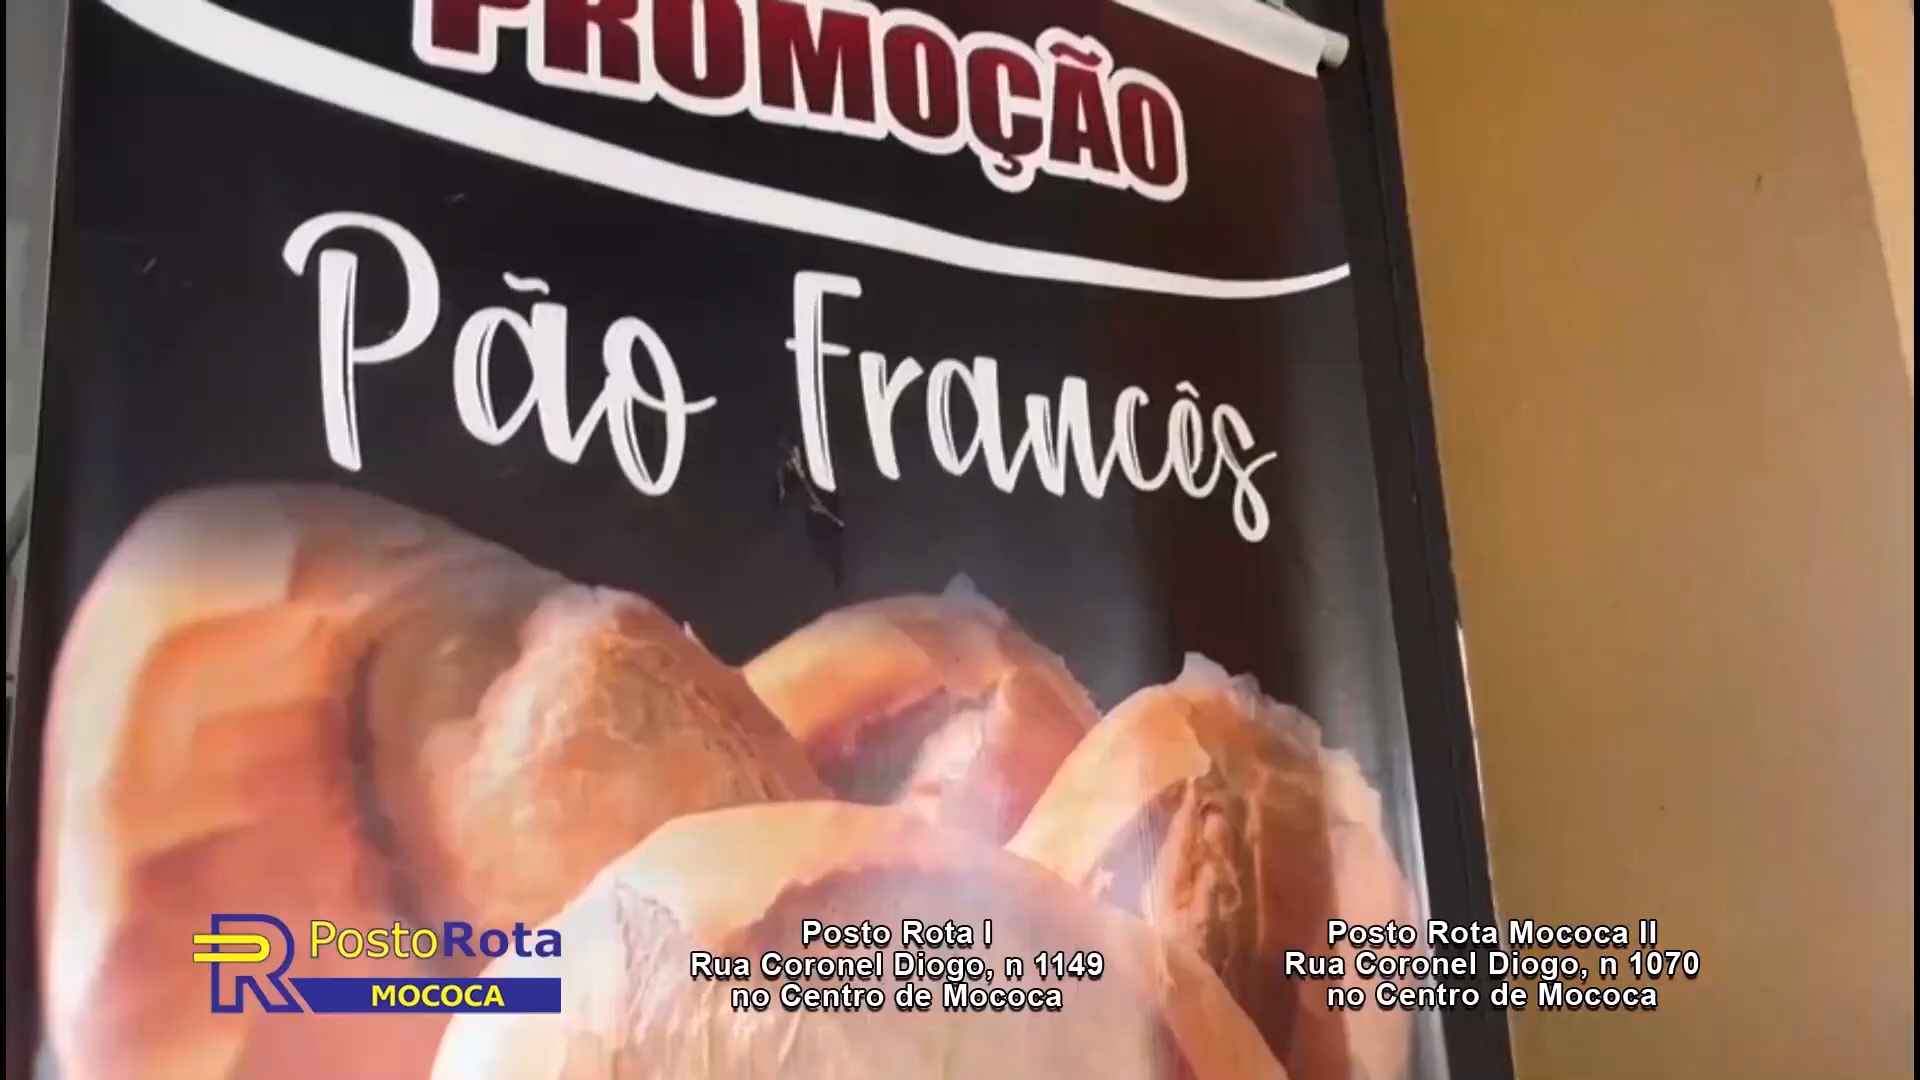 PROMOÇÃO
Pão Francês
PostoRota
MOCOCA
Posto Rota I
Rua Coronel Diogo, n 1149
no Centro de Mococa
Posto Rota Mococa II
Rua Coronel Diogo, n 1070
no Centro de Mococa